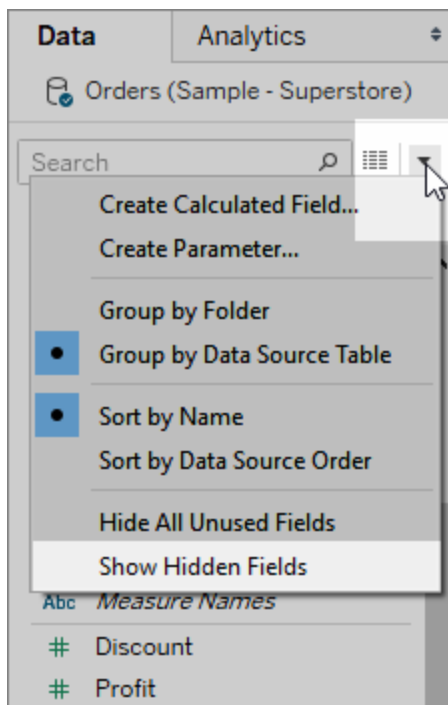 Data Analytics
Orders (Sample - Superstore)
Search
Create Calculated Field...
Create Parameter...
Group by Folder
Group by Data Source Table
Sort by Name
Sort by Data Source Order
Hide All Unused Fields
Show Hidden Fields
Abc Measure Names
# Discount
# Profit